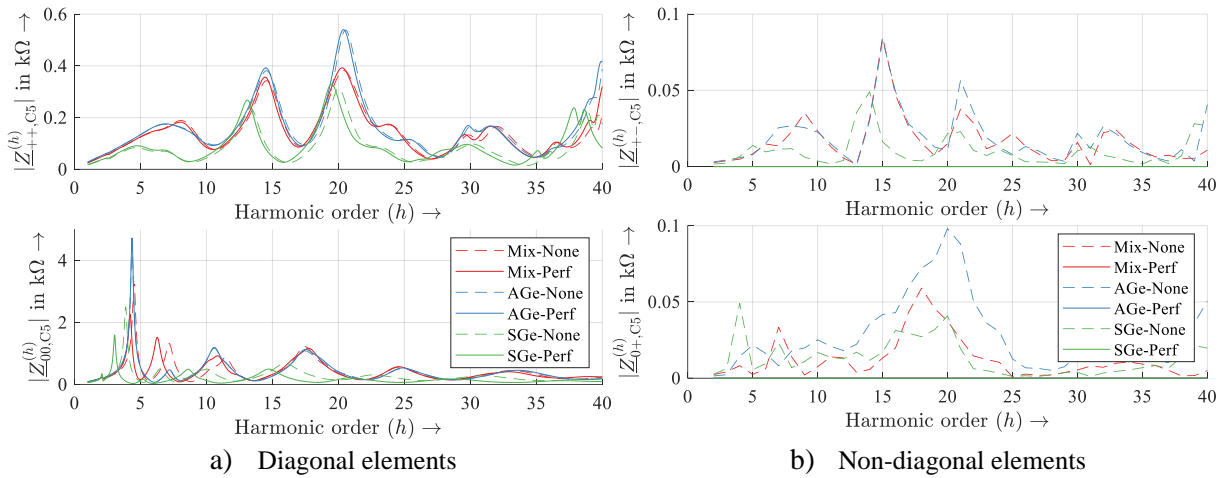 |Z^{(h)}_{++,C5}| in kΩ →
0.6
0.4
0.2
0
0 5 10 15 20 25 30 35 40
Harmonic order (h) →
|Z^{(h)}_{00,C5}| in kΩ →
4
2
0
0 5 10 15 20 25 30 35 40
Harmonic order (h) →
Mix-None
Mix-Perf
AGe-None
AGe-Perf
SGe-None
SGe-Perf
a) Diagonal elements
|Z^{(h)}_{+-,C5}| in kΩ →
0.1
0.05
0
0 5 10 15 20 25 30 35 40
Harmonic order (h) →
|Z^{(h)}_{0+,C5}| in kΩ →
0.1
0.05
0
0 5 10 15 20 25 30 35 40
Harmonic order (h) →
Mix-None
Mix-Perf
AGe-None
AGe-Perf
SGe-None
SGe-Perf
b) Non-diagonal elements